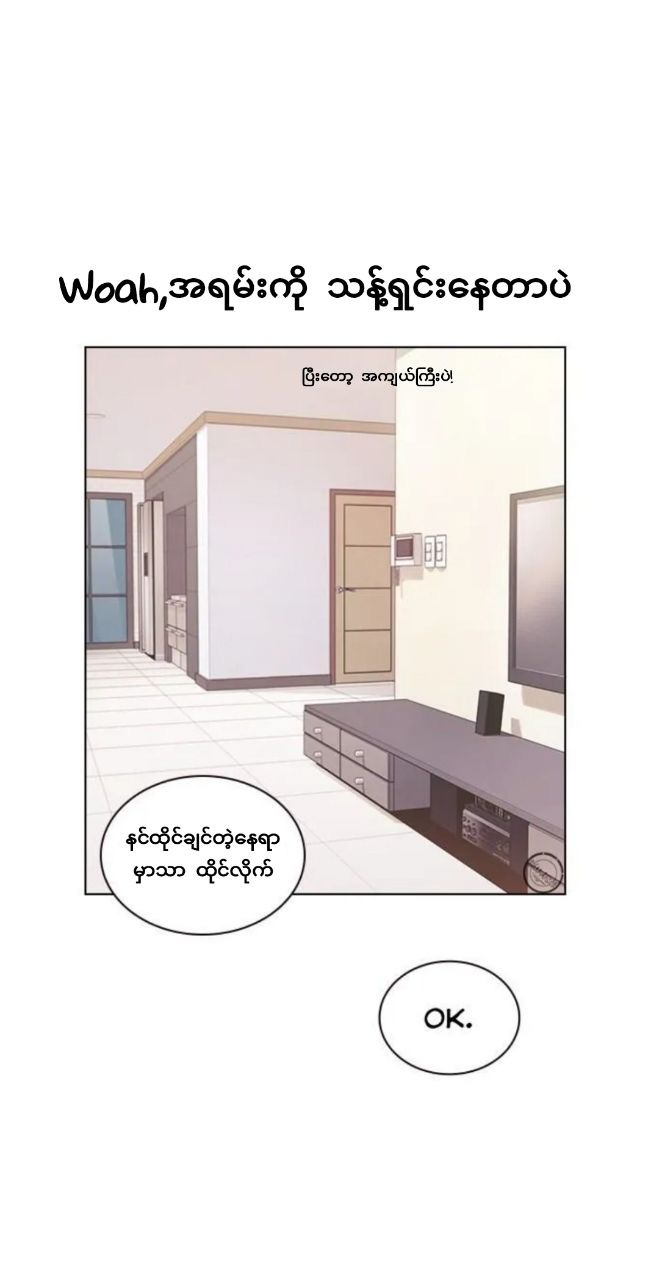 Woah,အရမ်းကို သန့်ရှင်းနေတာပဲ
ပြီးတော့ အကျယ်ကြီးပဲ!
နင်ထိုင်ချင်တဲ့နေရာ
မှာသာ ထိုင်လိုက်
OK.